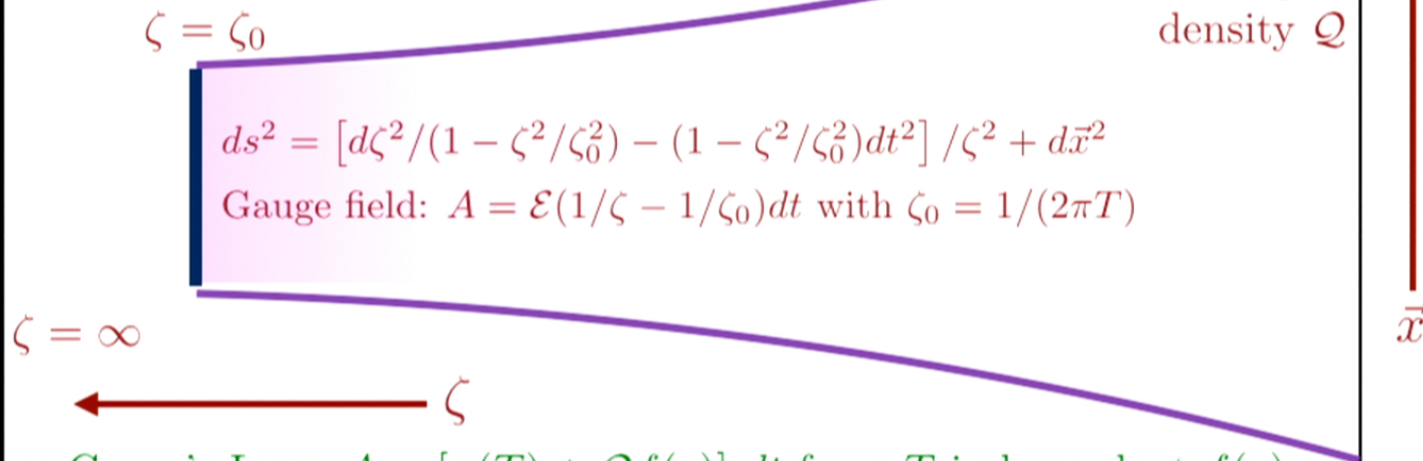 ζ = ζ₀
density 𝒬
ds² = [dζ²/(1 − ζ²/ζ₀²) − (1 − ζ²/ζ₀²)dt²] /ζ² + dx⃗²
Gauge field: A = ℰ(1/ζ − 1/ζ₀)dt with ζ₀ = 1/(2πT)
ζ = ∞
x⃗
ζ